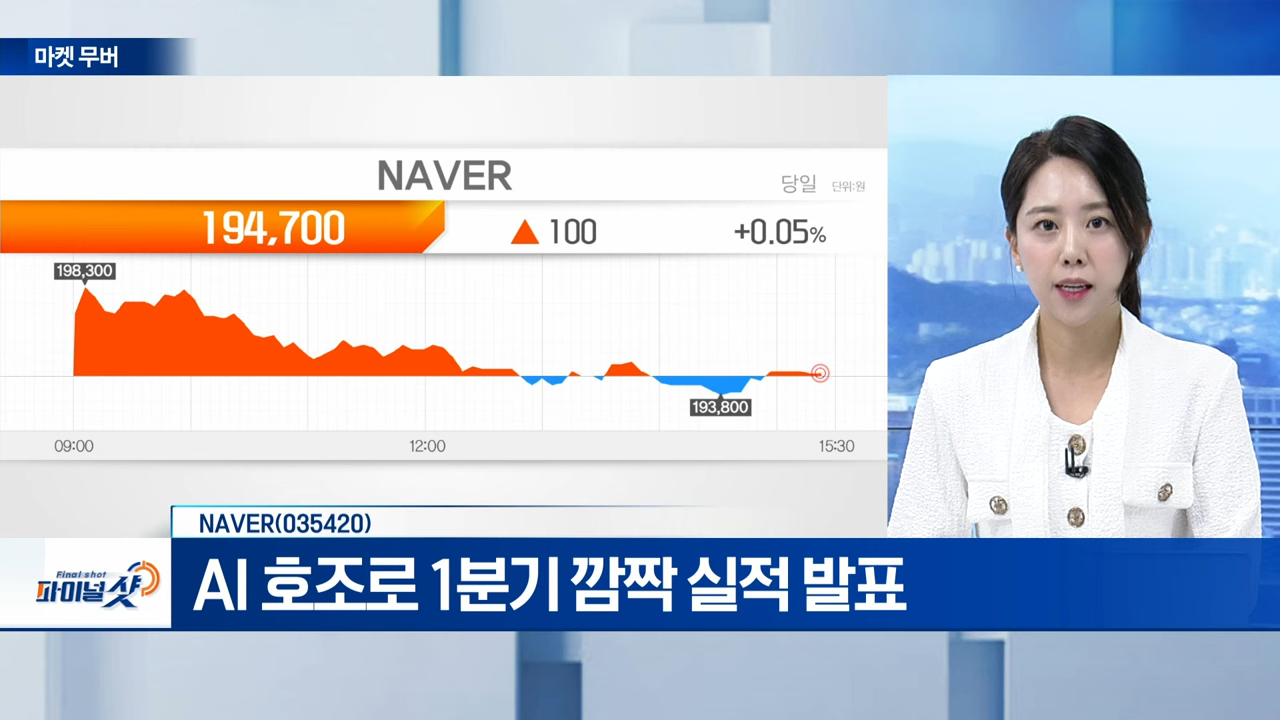 마켓 무버
NAVER
당일 단위:원
194,700 ▲ 100 +0.05%
198,300
193,800
09:00 12:00 15:30
NAVER(035420)
Final shot
파이널샷
AI 호조로 1분기 깜짝 실적 발표